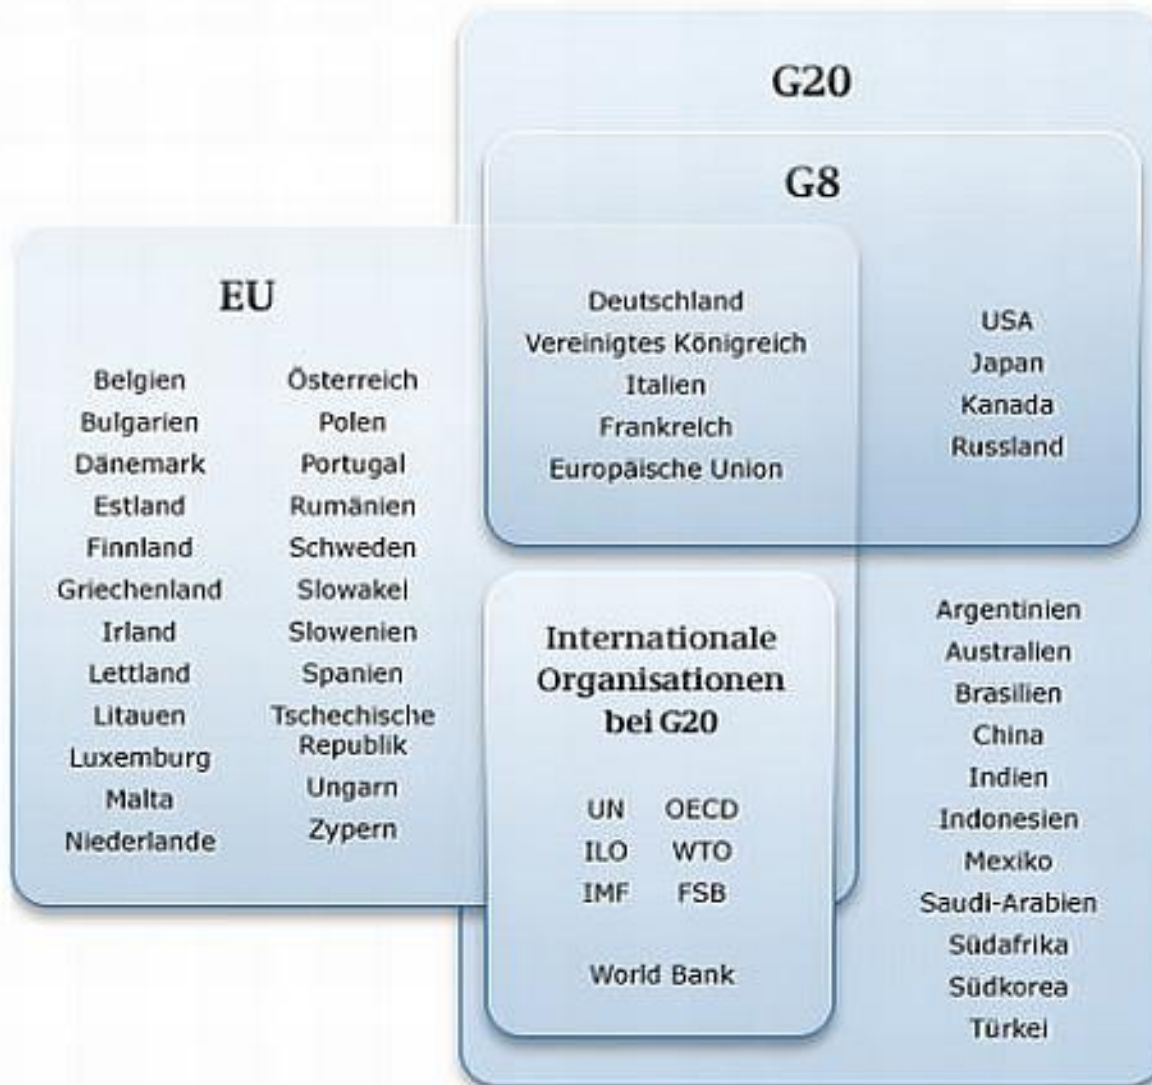 G20
G8
EU
Deutschland
Vereinigtes Königreich
Italien
Frankreich
Europäische Union
USA
Japan
Kanada
Russland
Belgien
Bulgarien
Dänemark
Estland
Finnland
Griechenland
Irland
Lettland
Litauen
Luxemburg
Malta
Niederlande
Österreich
Polen
Portugal
Rumänien
Schweden
Slowakei
Slowenien
Spanien
Tschechische
Republik
Ungarn
Zypern
Internationale
Organisationen
bei G20
UN OECD
ILO WTO
IMF FSB
World Bank
Argentinien
Australien
Brasilien
China
Indien
Indonesien
Mexiko
Saudi-Arabien
Südafrika
Südkorea
Türkei